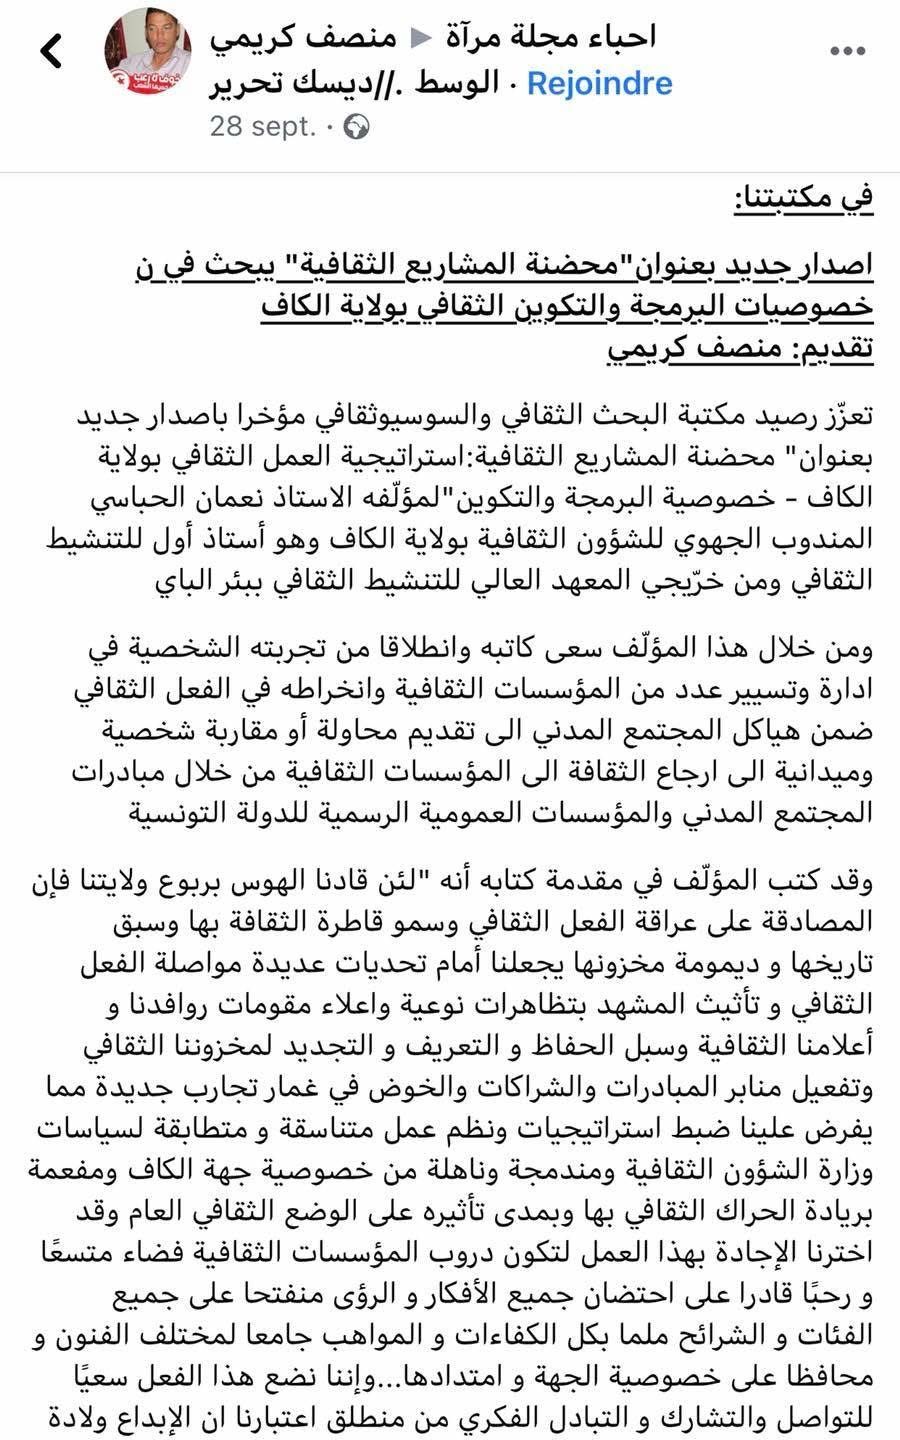 منصف كريمي ▶ احباء مجلة مرآة
الوسط .//ديسك تحرير · Rejoindre
28 sept. ·
في مكتبتنا:
اصدار جديد بعنوان"محضنة المشاريع الثقافية" يبحث في ن
خصوصيات البرمجة والتكوين الثقافي بولاية الكاف
تقديم: منصف كريمي
تعزّز رصيد مكتبة البحث الثقافي والسوسيوثقافي مؤخرا باصدار جديد
بعنوان" محضنة المشاريع الثقافية:استراتيجية العمل الثقافي بولاية
الكاف - خصوصية البرمجة والتكوين"لمؤلّفه الاستاذ نعمان الحباسي
المندوب الجهوي للشؤون الثقافية بولاية الكاف وهو أستاذ أول للتنشيط
الثقافي ومن خرّيجي المعهد العالي للتنشيط الثقافي ببئر الباي
ومن خلال هذا المؤلّف سعى كاتبه وانطلاقا من تجربته الشخصية في
ادارة وتسيير عدد من المؤسسات الثقافية وانخراطه في الفعل الثقافي
ضمن هياكل المجتمع المدني الى تقديم محاولة أو مقاربة شخصية
وميدانية الى ارجاع الثقافة الى المؤسسات الثقافية من خلال مبادرات
المجتمع المدني والمؤسسات العمومية الرسمية للدولة التونسية
وقد كتب المؤلّف في مقدمة كتابه أنه "لئن قادنا الهوس بربوع ولايتنا فإن
المصادقة على عراقة الفعل الثقافي وسمو قاطرة الثقافة بها وسبق
تاريخها و ديمومة مخزونها يجعلنا أمام تحديات عديدة مواصلة الفعل
الثقافي و تأثيث المشهد بتظاهرات نوعية واعلاء مقومات روافدنا و
أعلامنا الثقافية وسبل الحفاظ و التعريف و التجديد لمخزوننا الثقافي
وتفعيل منابر المبادرات والشراكات والخوض في غمار تجارب جديدة مما
يفرض علينا ضبط استراتيجيات ونظم عمل متناسقة و متطابقة لسياسات
وزارة الشؤون الثقافية ومندمجة وناهلة من خصوصية جهة الكاف ومفعمة
بريادة الحراك الثقافي بها وبمدى تأثيره على الوضع الثقافي العام وقد
اخترنا الإجادة بهذا العمل لتكون دروب المؤسسات الثقافية فضاء متسعًا
و رحبًا قادرا على احتضان جميع الأفكار و الرؤى منفتحا على جميع
الفئات و الشرائح ملما بكل الكفاءات و المواهب جامعا لمختلف الفنون و
محافظا على خصوصية الجهة و امتدادها...وإننا نضع هذا الفعل سعيًا
للتواصل والتشارك و التبادل الفكري من منطلق اعتبارنا ان الإبداع ولادة